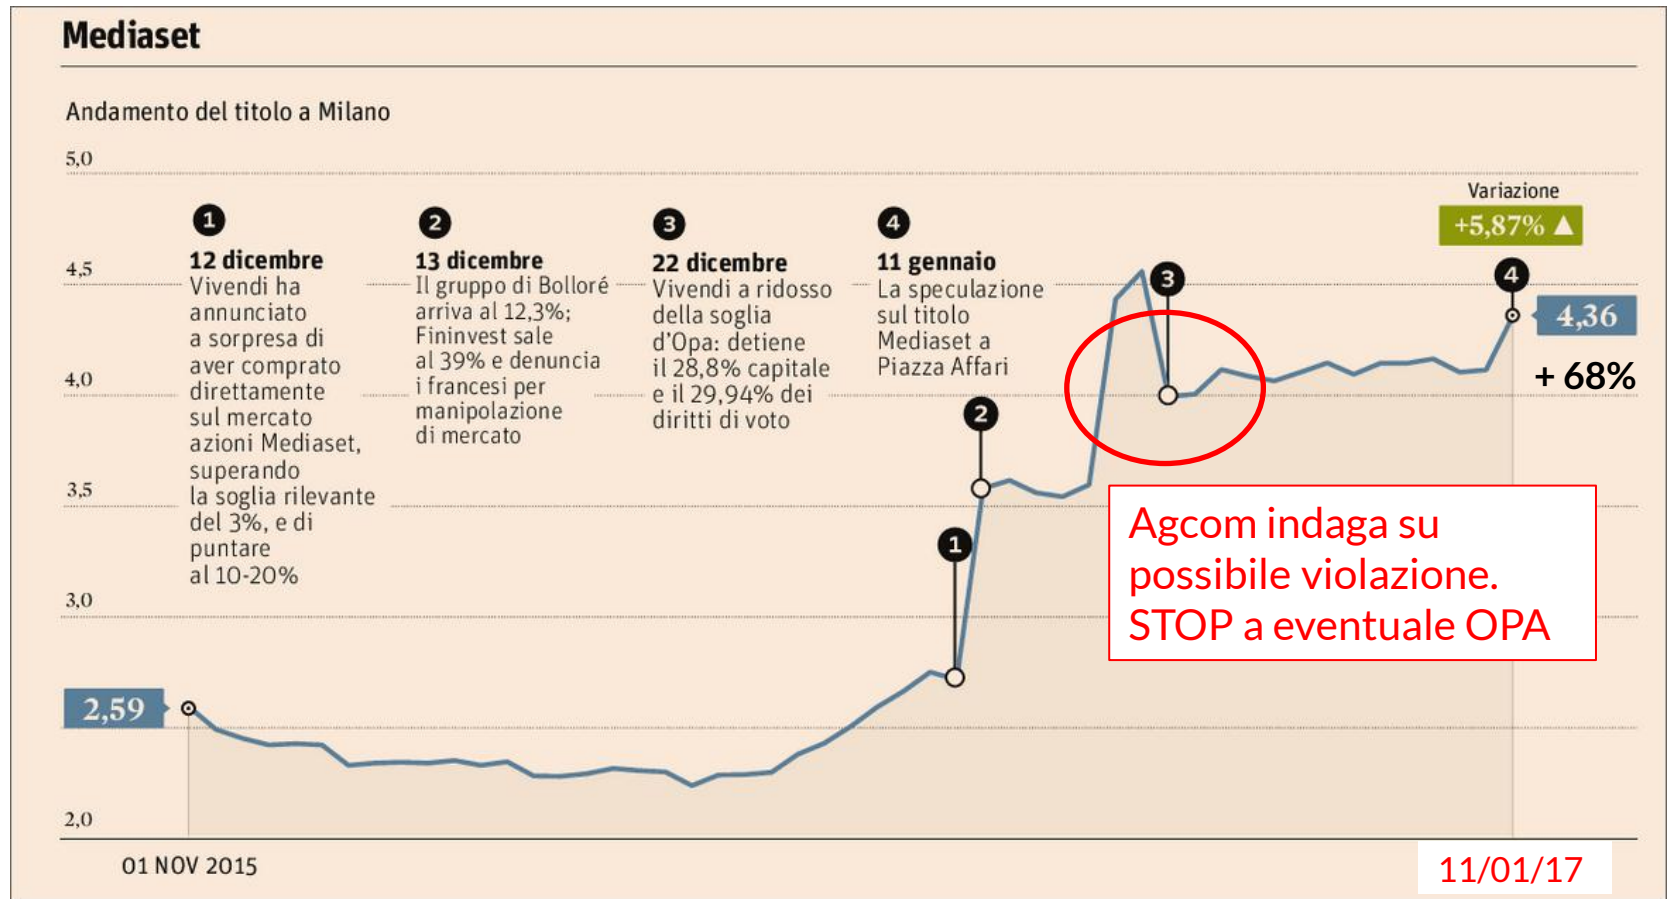 Mediaset
Andamento del titolo a Milano
5,0
4,5
4,0
3,5
3,0
2,0
1
12 dicembre
Vivendi ha
annunciato
a sorpresa di
aver comprato
direttamente
sul mercato
azioni Mediaset,
superando
la soglia rilevante
del 3%, e di
puntare
al 10-20%
2
13 dicembre
Il gruppo di Bolloré
arriva al 12,3%;
Fininvest sale
al 39% e denuncia
i francesi per
manipolazione
di mercato
3
22 dicembre
Vivendi a ridosso
della soglia
d'Opa: detiene
il 28,8% capitale
e il 29,94% dei
diritti di voto
4
11 gennaio
La speculazione
sul titolo
Mediaset a
Piazza Affari
Variazione
+5,87% ▲
2,59
1
2
3
4
4,36
+ 68%
Agcom indaga su
possibile violazione.
STOP a eventuale OPA
01 NOV 2015
11/01/17